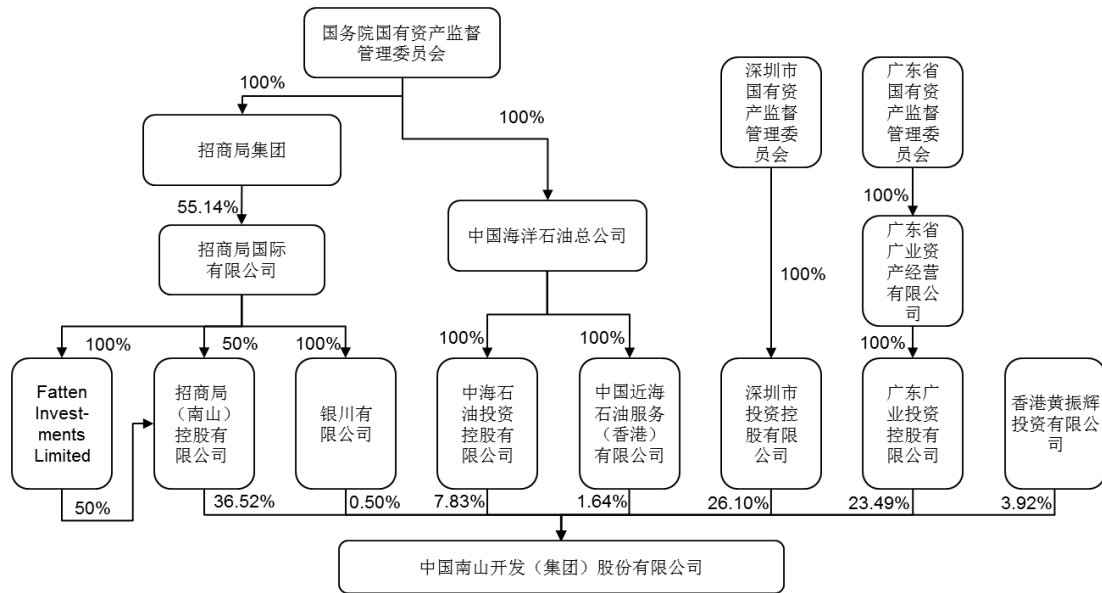 国务院国有资产监督
管理委员会
100%
100%
招商局集团
55.14%
招商局国际
有限公司
中国海洋石油总公司
深圳市
国有资
产监督
管理委
员会
广东省
国有资
产监督
管理委
员会
100%
100%
广东省
广业资
产经营
有限公
司
100%
50%
100%
100%
100%
100%
Fatten
Invest-
ments
Limited
招商局
（南山）
控股有
限公司
银川有
限公司
中海石
油投资
控股有
限公司
中国近海
石油服务
（香港）
有限公司
深圳市
投资控
股有限
公司
广东广
业投资
控股有
限公司
香港黄振辉
投资有限公
司
50%
36.52%
0.50%
7.83%
1.64%
26.10%
23.49%
3.92%
中国南山开发（集团）股份有限公司